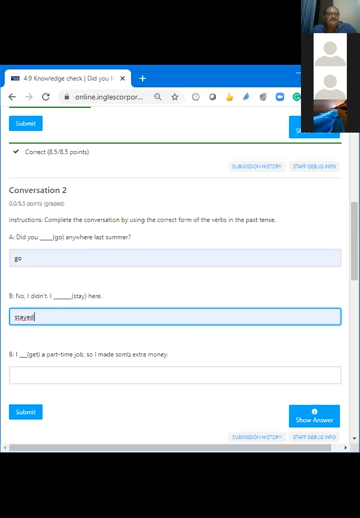 4.9 Knowledge check | Did you h
online.inglescorpor...
Submit
Correct (8.5/8.5 points)
SUBMISSION HISTORY
STAFF DEBUG INFO
Conversation 2
0.0/8.5 points (graded)
Instructions: Complete the conversation by using the correct form of the verbs in the past tense.
A: Did you _____(go) anywhere last summer?
go
B: No, I didn't. I _______(stay) here.
stayed
B: I ___(get) a part-time job, so I made some extra money.
Submit
Show Answer
SUBMISSION HISTORY
STAFF DEBUG INFO